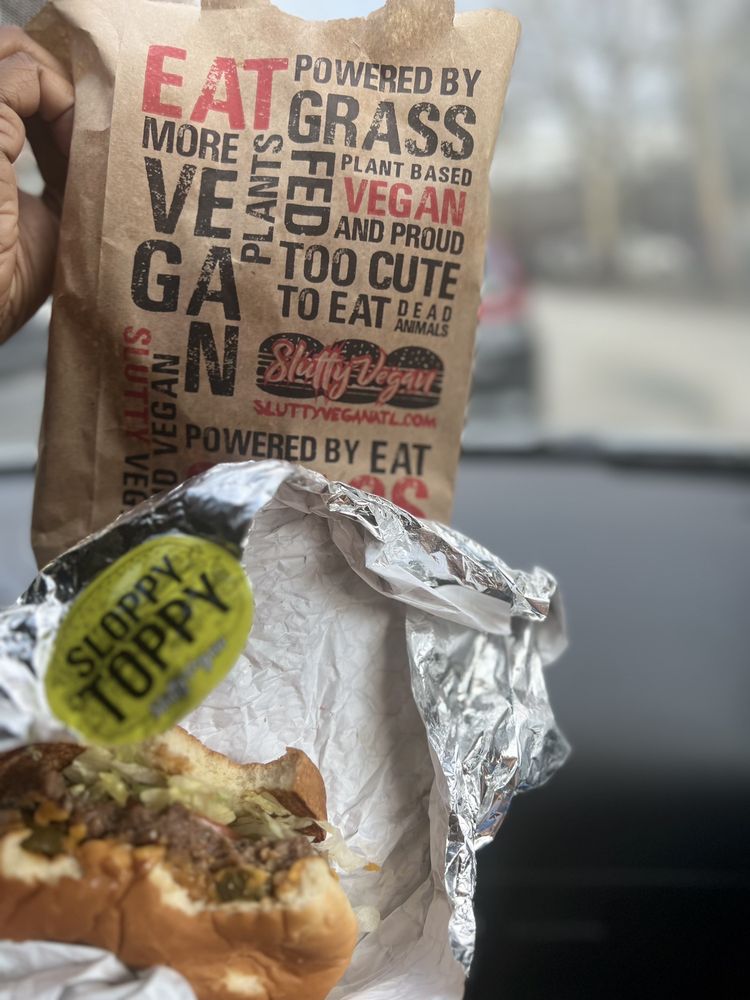 EAT
MORE
VE
GA
N
PLANTS
POWERED BY
GRASS
FED
PLANT BASED
VEGAN
AND PROUD
TOO CUTE
TO EAT
DEAD
ANIMALS
Slutty Vegan
SLUTTYVEGANATL.COM
SLUTTY VEG
VEGAN
POWERED BY EAT
SLOPPY
TOPPY